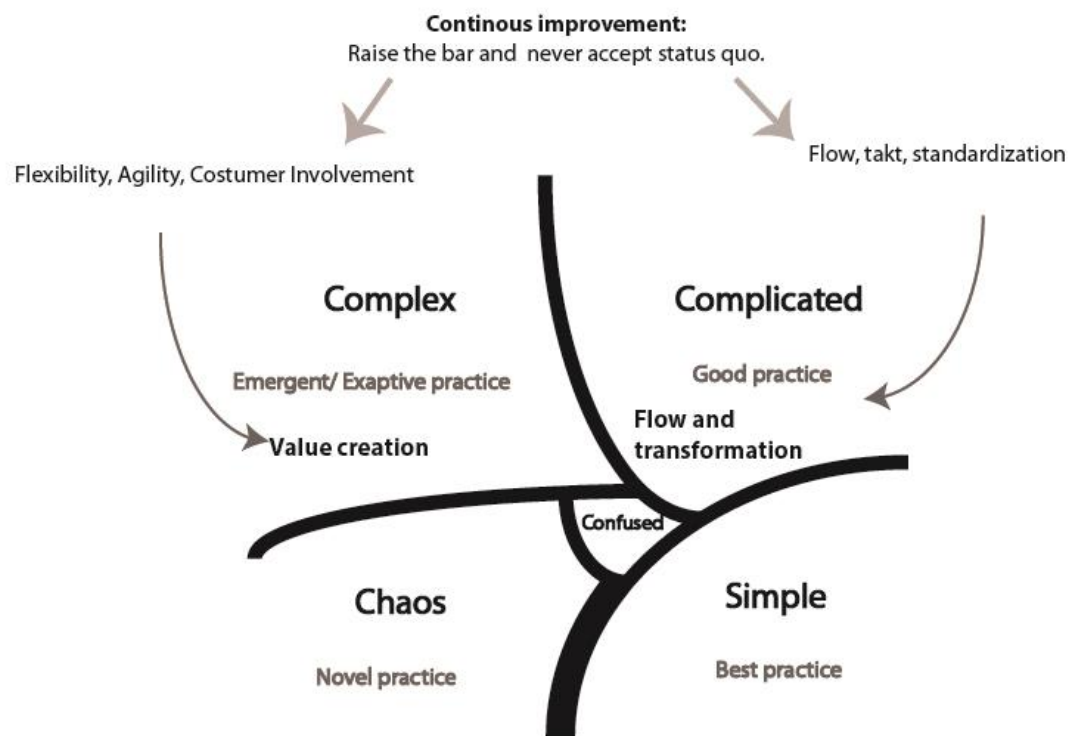 Continous improvement:
Raise the bar and never accept status quo.
Flow, takt, standardization
Flexibility, Agility, Costumer Involvement
Complex
Complicated
Emergent/ Exaptive practice
Good practice
Value creation
Flow and
transformation
Confused
Chaos
Simple
Novel practice
Best practice